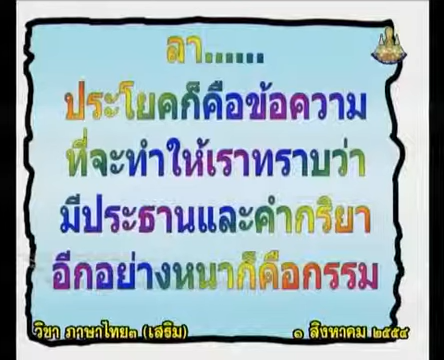 ลา......
ประโยคก็คือข้อความ
ที่จะทำให้เราทราบว่า
มีประธานและคำกริยา
อีกอย่างหนาก็คือกรรม
วิชา ภาษาไทย๓ (เสริม) ๑ สิงหาคม ๒๕๕๔